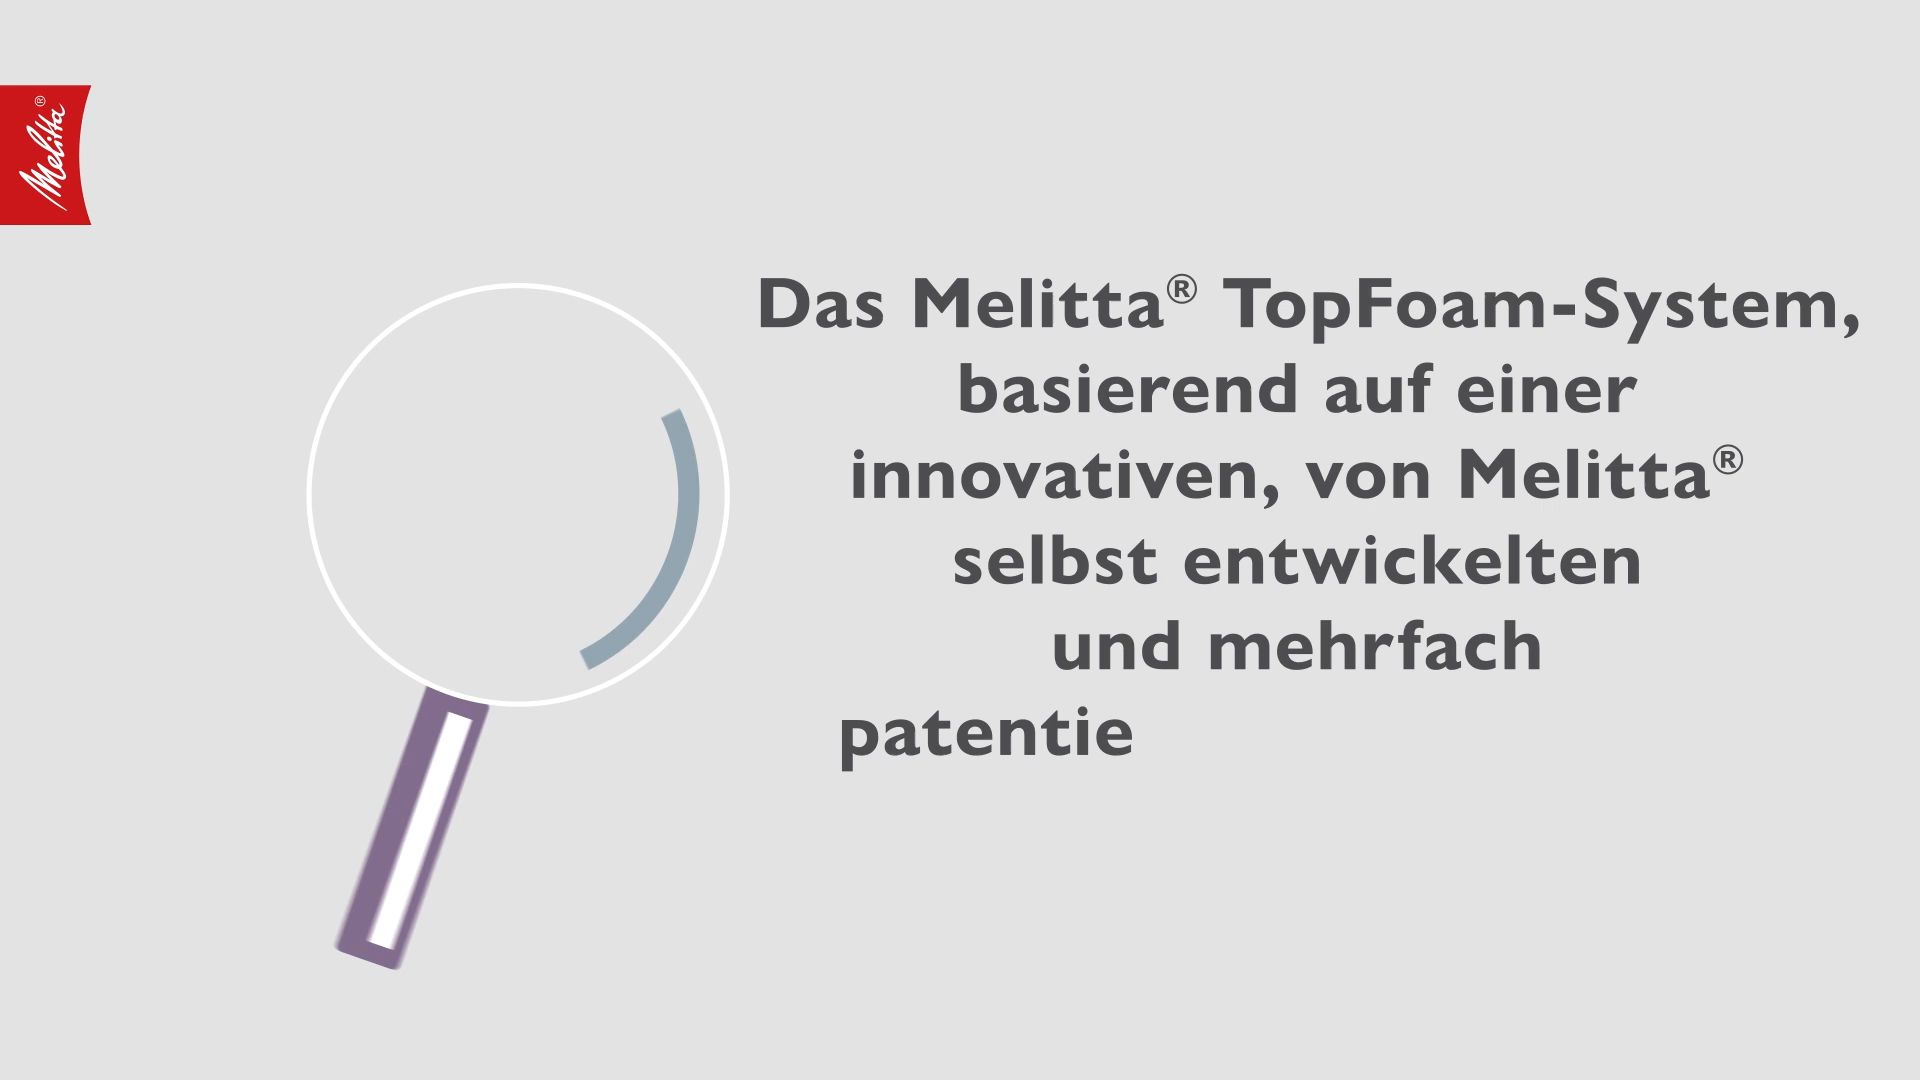 Melitta®
Das Melitta® TopFoam-System,
basierend auf einer
innovativen, von Melitta®
selbst entwickelten
und mehrfach
patentie